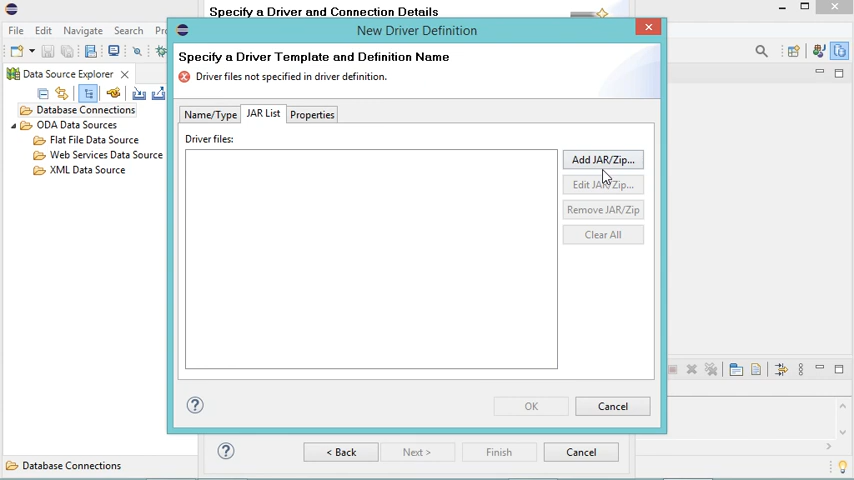 Specify a Driver and Connection Details
New Driver Definition
File Edit Navigate Search
Specify a Driver Template and Definition Name
Driver files not specified in driver definition.
Data Source Explorer
Database Connections
ODA Data Sources
Flat File Data Source
Web Services Data Source
XML Data Source
Name/Type JAR List Properties
Driver files:
Add JAR/Zip...
Edit JAR/Zip...
Remove JAR/Zip
Clear All
OK Cancel
< Back Next > Finish Cancel
Database Connections